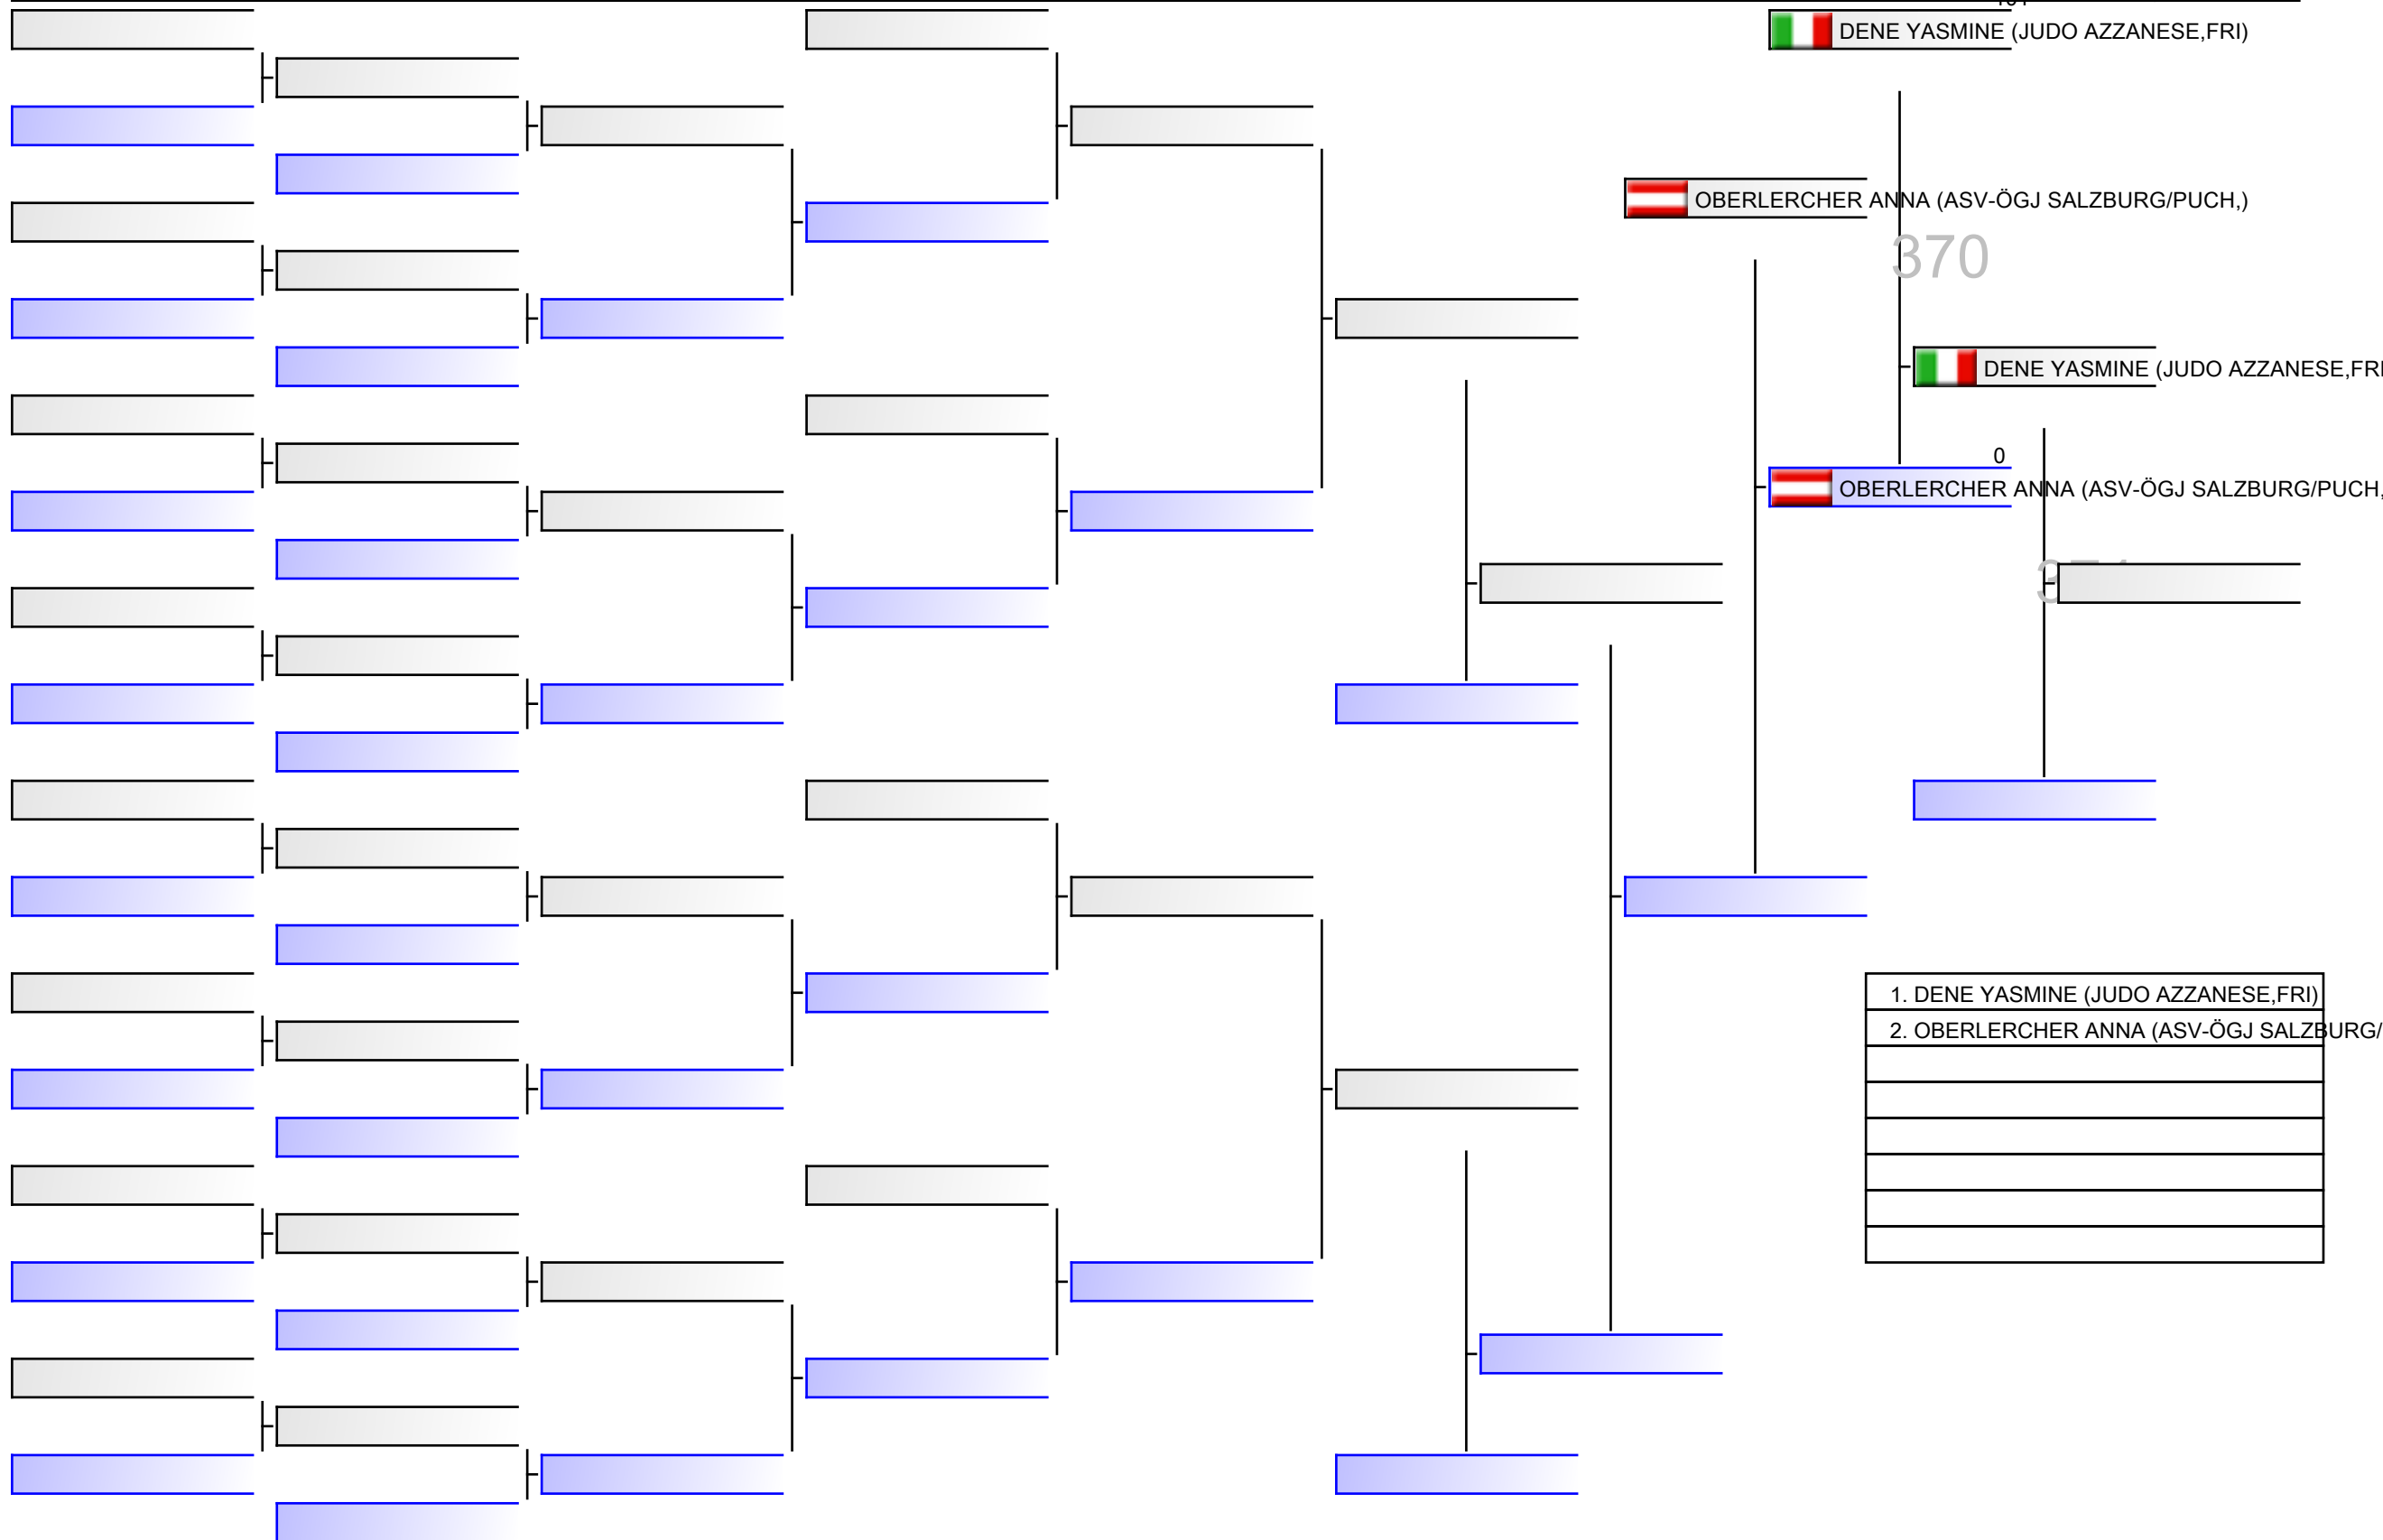 DENE YASMINE (JUDO AZZANESE,FRI)
OBERLERCHER ANNA (ASV-ÖGJ SALZBURG/PUCH,)
370
DENE YASMINE (JUDO AZZANESE,FRI
0
OBERLERCHER ANNA (ASV-ÖGJ SALZBURG/PUCH,
1. DENE YASMINE (JUDO AZZANESE,FRI)
2. OBERLERCHER ANNA (ASV-ÖGJ SALZBURG/